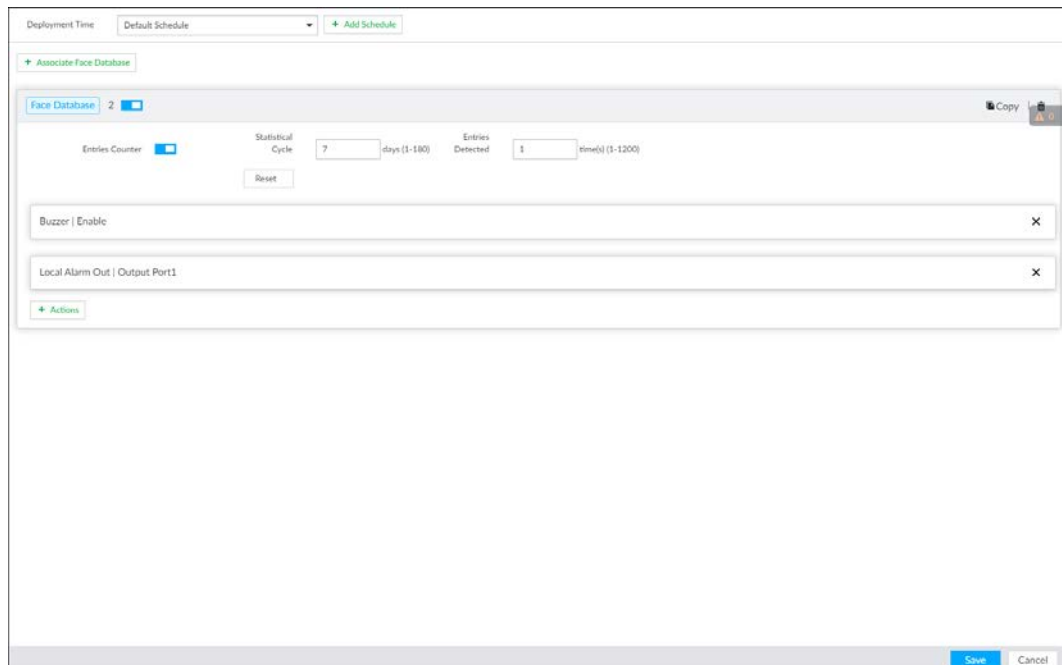 Deployment Time Default Schedule + Add Schedule
+ Associate Face Database
Face Database 2 Copy
0
Entries Counter Statistical Cycle 7 days (1-180) Entries Detected 1 time(s) (1-1200)
Reset
Buzzer | Enable
Local Alarm Out | Output Port1
+ Actions
Save Cancel